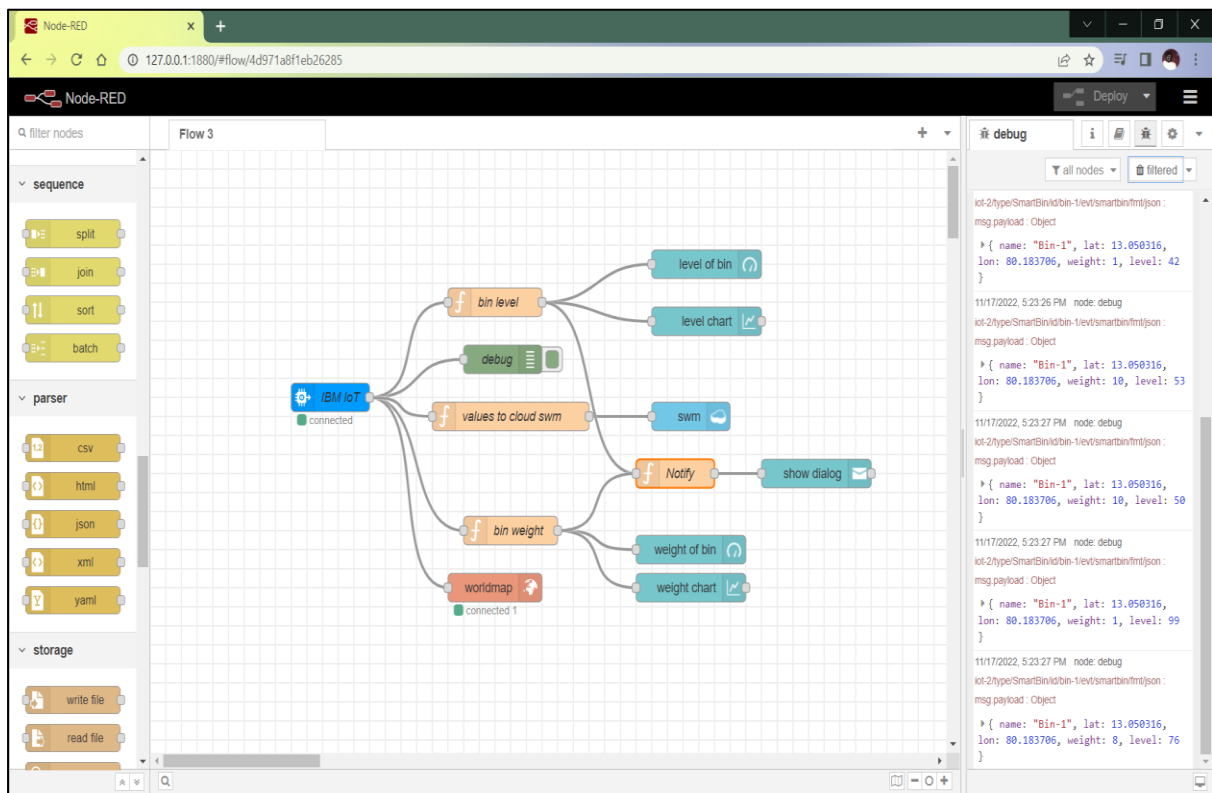 Node-RED
127.0.0.1:1880/#flow/4d971a8f1eb26285
Node-RED
Deploy
filter nodes
sequence
split
join
sort
batch
parser
csv
html
json
xml
yaml
storage
write file
read file
Flow 3
IBM IoT
connected
bin level
debug
values to cloud swm
bin weight
worldmap
connected 1
level of bin
level chart
swm
Notify
show dialog
weight of bin
weight chart
debug
all nodes
filtered
iot-2/type/SmartBin/id/bin-1/evt/smartbin/fmt/json :
msg.payload : Object
{ name: "Bin-1", lat: 13.050316,
lon: 80.183706, weight: 1, level: 42
}
11/17/2022, 5:23:26 PM node: debug
iot-2/type/SmartBin/id/bin-1/evt/smartbin/fmt/json :
msg.payload : Object
{ name: "Bin-1", lat: 13.050316,
lon: 80.183706, weight: 10, level: 53
}
11/17/2022, 5:23:27 PM node: debug
iot-2/type/SmartBin/id/bin-1/evt/smartbin/fmt/json :
msg.payload : Object
{ name: "Bin-1", lat: 13.050316,
lon: 80.183706, weight: 10, level: 50
}
11/17/2022, 5:23:27 PM node: debug
iot-2/type/SmartBin/id/bin-1/evt/smartbin/fmt/json :
msg.payload : Object
{ name: "Bin-1", lat: 13.050316,
lon: 80.183706, weight: 1, level: 99
}
11/17/2022, 5:23:27 PM node: debug
iot-2/type/SmartBin/id/bin-1/evt/smartbin/fmt/json :
msg.payload : Object
{ name: "Bin-1", lat: 13.050316,
lon: 80.183706, weight: 8, level: 76
}